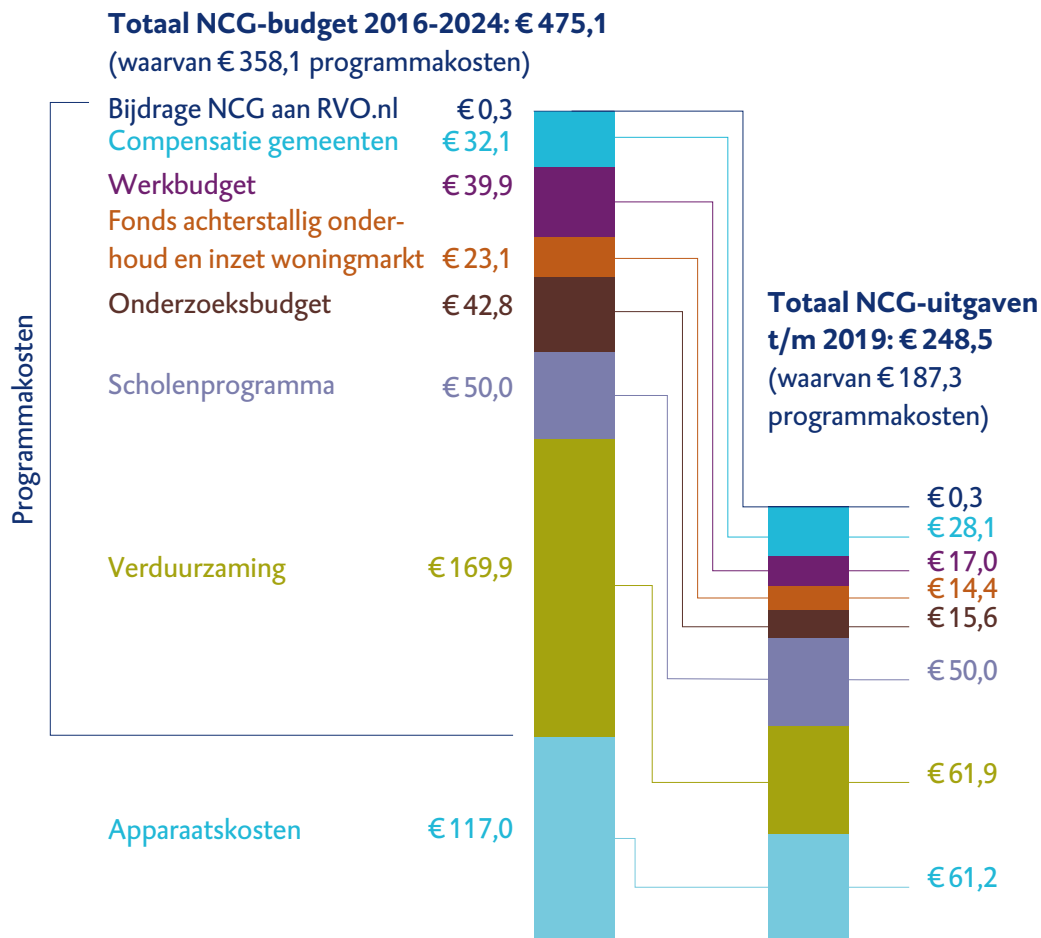 Totaal NCG-budget 2016-2024: € 475,1
(waarvan € 358,1 programmakosten)
Programmakosten
Bijdrage NCG aan RVO.nl € 0,3
Compensatie gemeenten € 32,1
Werkbudget € 39,9
Fonds achterstallig onder-
houd en inzet woningmarkt € 23,1
Onderzoeksbudget € 42,8
Scholenprogramma € 50,0
Verduurzaming € 169,9
Apparaatskosten € 117,0
Totaal NCG-uitgaven
t/m 2019: € 248,5
(waarvan € 187,3
programmakosten)
€ 0,3
€ 28,1
€ 17,0
€ 14,4
€ 15,6
€ 50,0
€ 61,9
€ 61,2